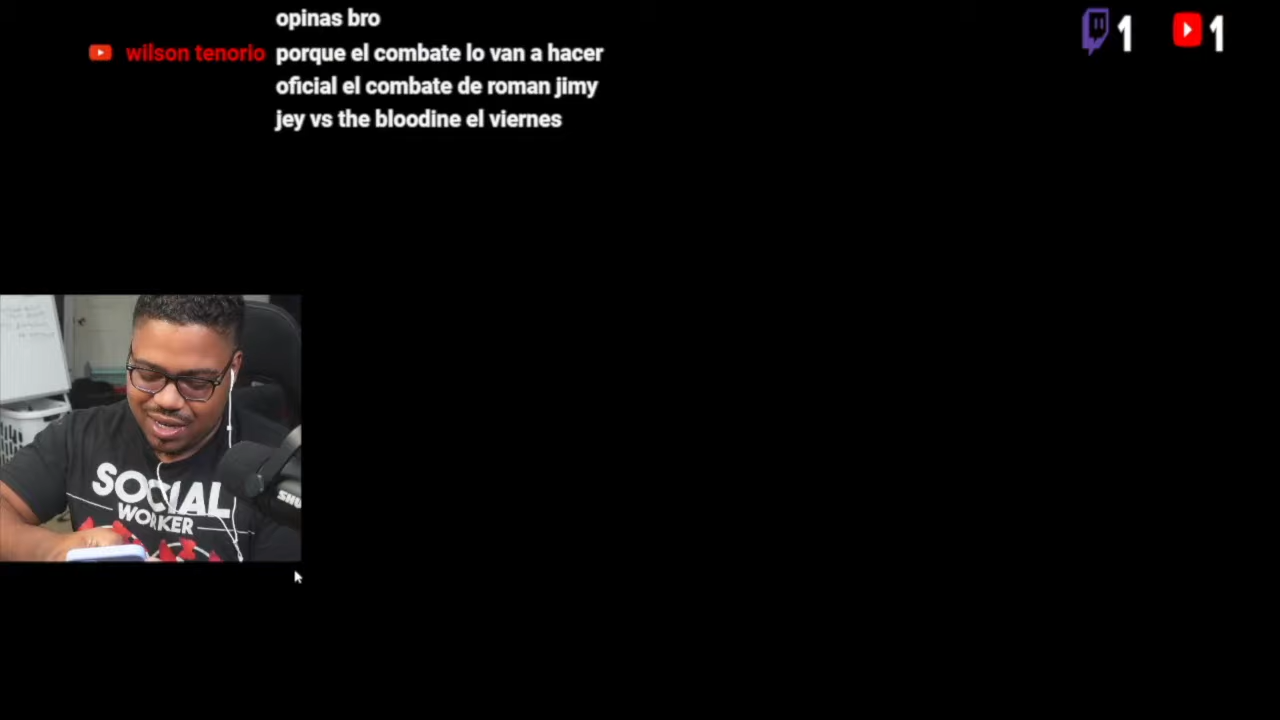 opinas bro
wilson tenorio porque el combate lo van a hacer
oficial el combate de roman jimy
jey vs the bloodine el viernes
1 1
SOCIAL
WORKER
SHU